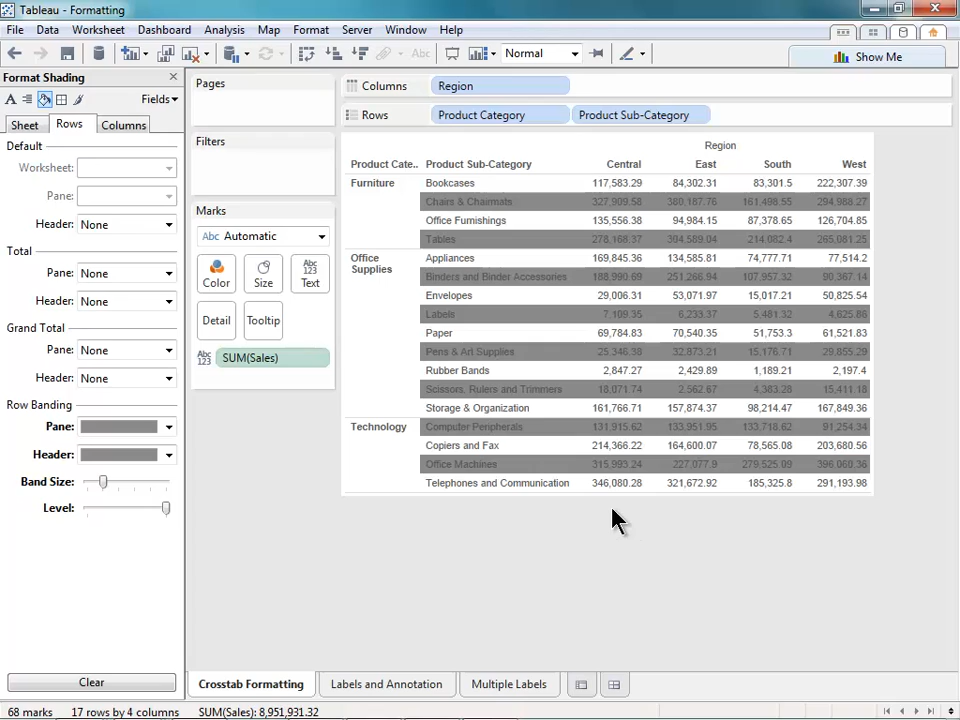 Tableau - Formatting
File Data Worksheet Dashboard Analysis Map Format Server Window Help
Abc Normal Show Me
Format Shading
Fields
Sheet Rows Columns
Default
Worksheet:
Pane:
Header: None
Total
Pane: None
Header: None
Grand Total
Pane: None
Header: None
Row Banding
Pane:
Header:
Band Size:
Level:
Clear
Pages
Filters
Marks
Abc Automatic
Color Size Abc 123 Text
Detail Tooltip
Abc 123 SUM(Sales)
Columns Region
Rows Product Category Product Sub-Category
Region
Product Cate.. Product Sub-Category Central East South West
Furniture Bookcases 117,583.29 84,302.31 83,301.5 222,307.39
Chairs & Chairmats 327,909.58 380,187.76 161,498.55 294,988.27
Office Furnishings 135,556.38 94,984.15 87,378.65 126,704.85
Tables 278,168.37 304,589.04 214,082.4 265,081.25
Office Supplies Appliances 169,845.36 134,585.81 74,777.71 77,514.2
Binders and Binder Accessories 188,990.69 251,266.94 107,957.32 90,367.14
Envelopes 29,006.31 53,071.97 15,017.21 50,825.54
Labels 7,109.35 6,233.37 5,481.32 4,625.86
Paper 69,784.83 70,540.35 51,753.3 61,521.83
Pens & Art Supplies 25,346.38 32,873.21 15,176.71 29,855.29
Rubber Bands 2,847.27 2,429.89 1,189.21 2,197.4
Scissors, Rulers and Trimmers 18,071.74 2,562.67 4,383.28 15,411.18
Storage & Organization 161,766.71 157,874.37 98,214.47 167,849.36
Technology Computer Peripherals 131,915.62 133,951.95 133,718.62 91,254.34
Copiers and Fax 214,366.22 164,600.07 78,565.08 203,680.56
Office Machines 315,993.24 227,077.9 279,525.09 396,060.36
Telephones and Communication 346,080.28 321,672.92 185,325.8 291,193.98
Crosstab Formatting Labels and Annotation Multiple Labels
68 marks 17 rows by 4 columns SUM(Sales): 8,951,931.32